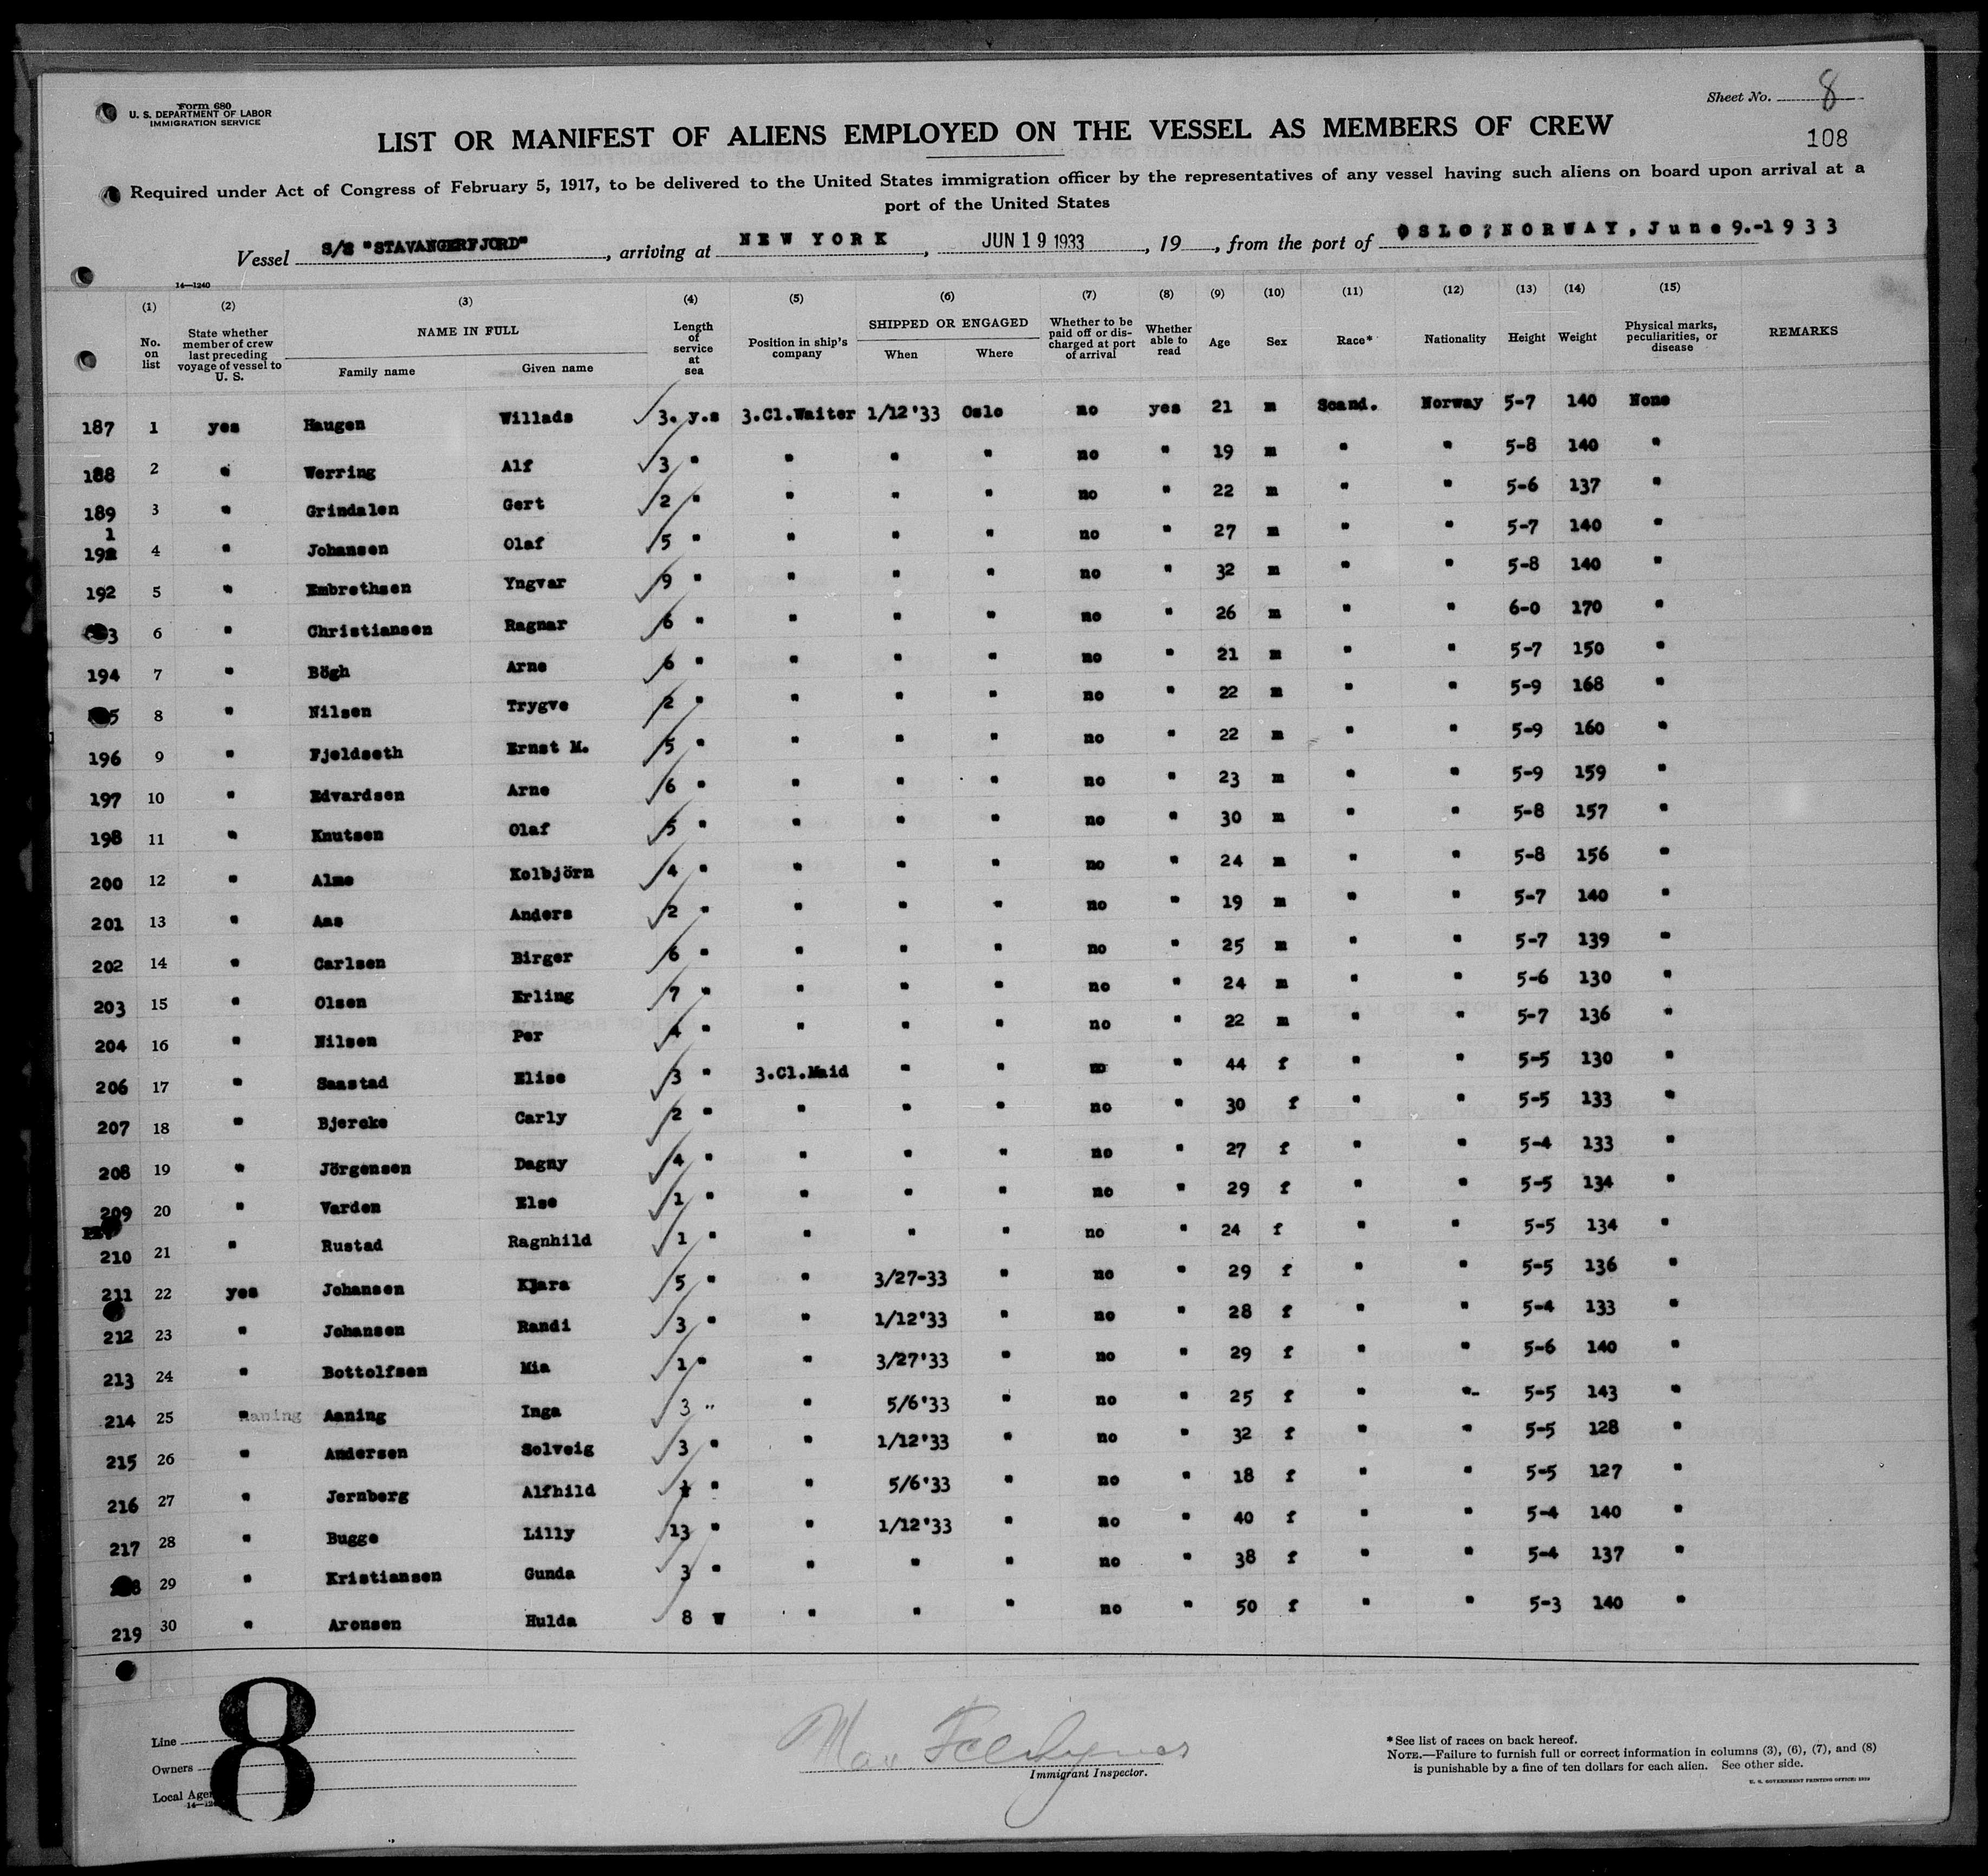 Form 680
U. S. DEPARTMENT OF LABOR
IMMIGRATION SERVICE
Sheet No. 8
108
LIST OR MANIFEST OF ALIENS EMPLOYED ON THE VESSEL AS MEMBERS OF CREW
Required under Act of Congress of February 5, 1917, to be delivered to the United States immigration officer by the representatives of any vessel having such aliens on board upon arrival at a
port of the United States
Vessel S/S "STAVANGERFJORD", arriving at NEW YORK, JUN 19 1933, 19, from the port of OSLO, NORWAY, June 9.-1933
14—1240
(1) (2) (3) (4) (5) (6) (7) (8) (9) (10) (11) (12) (13) (14) (15)
No. on list State whether member of crew last preceding voyage of vessel to U. S. NAME IN FULL Length of service at sea Position in ship's company SHIPPED OR ENGAGED Whether to be paid off or discharged at port of arrival Whether able to read Age Sex Race* Nationality Height Weight Physical marks, peculiarities, or disease REMARKS
Family name Given name When Where
187 1 yes Haugen Willads 3. y.s 3.Cl.Waiter 1/12'33 Oslo no yes 21 m Scand. Norway 5-7 140 None
188 2 " Werring Alf 3 " " " " no " 19 m " " 5-8 140 "
189 3 " Grindalen Gert 2 " " " " no " 22 m " " 5-6 137 "
191 4 " Johansen Olaf 5 " " " " no " 27 m " " 5-7 140 "
192 5 " Embrethsen Yngvar 9 " " " " no " 32 m " " 5-8 140 "
3 6 " Christiansen Ragnar 6 " " " " no " 26 m " " 6-0 170 "
194 7 " Bögh Arne 6 " " " " no " 21 m " " 5-7 150 "
5 8 " Nilsen Trygve 2 " " " " no " 22 m " " 5-9 168 "
196 9 " Fjeldseth Ernst M. 5 " " " " no " 22 m " " 5-9 160 "
197 10 " Edvardsen Arne 6 " " " " no " 23 m " " 5-9 159 "
198 11 " Knutsen Olaf 5 " " " " no " 30 m " " 5-8 157 "
200 12 " Alme Kolbjörn 4 " " " " no " 24 m " " 5-8 156 "
201 13 " Aas Anders 2 " " " " no " 19 m " " 5-7 140 "
202 14 " Carlsen Birger 6 " " " " no " 25 m " " 5-7 139 "
203 15 " Olsen Erling 7 " " " " no " 24 m " " 5-6 130 "
204 16 " Nilsen Per 4 " " " " no " 22 m " " 5-7 136 "
206 17 " Saastad Elise 3 " 3.Cl.Maid " " no " 44 f " " 5-5 130 "
207 18 " Bjercke Carly 2 " " " " no " 30 f " " 5-5 133 "
208 19 " Jörgensen Dagny 4 " " " " no " 27 f " " 5-4 133 "
209 20 " Varden Else 1 " " " " no " 29 f " " 5-5 134 "
210 21 " Rustad Ragnhild 1 " " " " no " 24 f " " 5-5 134 "
211 22 yes Johansen Klara 5 " " 3/27-33 " no " 29 f " " 5-5 136 "
212 23 " Johansen Randi 3 " " 1/12'33 " no " 28 f " " 5-4 133 "
213 24 " Bottolfsen Mia 1 " " 3/27'33 " no " 29 f " " 5-6 140 "
214 25 " Aaning Inga 3 " " 5/6'33 " no " 25 f " " 5-5 143 "
215 26 " Andersen Solveig 3 " " 1/12'33 " no " 32 f " " 5-5 128 "
216 27 " Jernberg Alfhild " " 5/6'33 " no " 18 f " " 5-5 127 "
217 28 " Bugge Lilly 13 " " 1/12'33 " no " 40 f " " 5-4 140 "
8 29 " Kristiansen Gunda 3 " " " " no " 38 f " " 5-4 137 "
219 30 " Aronsen Hulda 8 " " " " no " 50 f " " 5-3 140 "
8
Line
Owners
Local Agen
Max
Immigrant Inspector.
*See list of races on back hereof.
NOTE.—Failure to furnish full or correct information in columns (3), (6), (7), and (8)
is punishable by a fine of ten dollars for each alien. See other side.
U. S. GOVERNMENT PRINTING OFFICE: